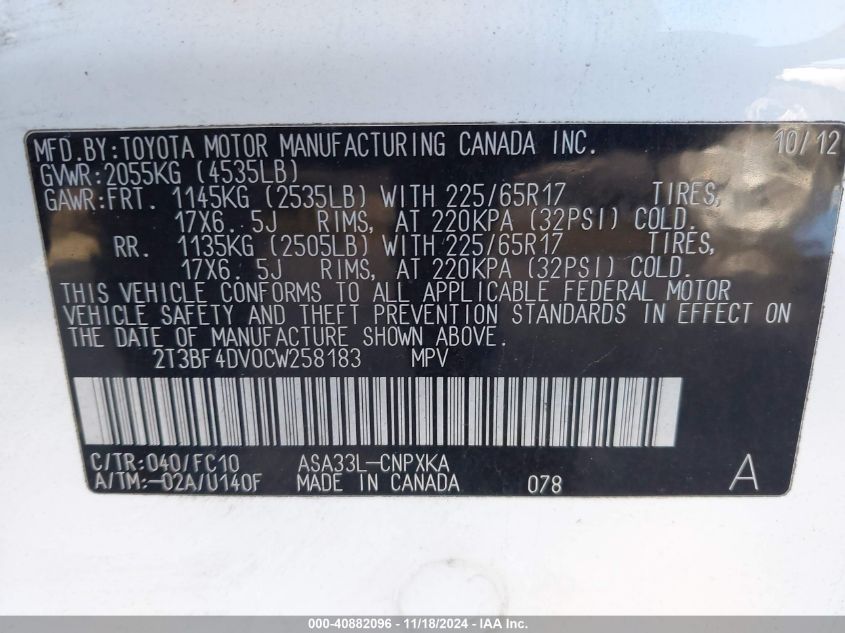 MFD.BY:TOYOTA MOTOR MANUFACTURING CANADA INC. 10/12
GVWR:2055KG (4535LB)
GAWR:FRT. 1145KG (2535LB) WITH 225/65R17 TIRES,
17X6. 5J RIMS, AT 220KPA (32PSI) COLD.
RR. 1135KG (2505LB) WITH 225/65R17 TIRES,
17X6. 5J RIMS, AT 220KPA (32PSI) COLD.
THIS VEHICLE CONFORMS TO ALL APPLICABLE FEDERAL MOTOR
VEHICLE SAFETY AND THEFT PREVENTION STANDARDS IN EFFECT ON
THE DATE OF MANUFACTURE SHOWN ABOVE.
2T3BF4DV0CW258183 MPV
C/TR:040/FC10 ASA33L-CNPXKA
A/TM:-02A/U140F MADE IN CANADA 078 A
000-40882096 - 11/18/2024 - IAA Inc.